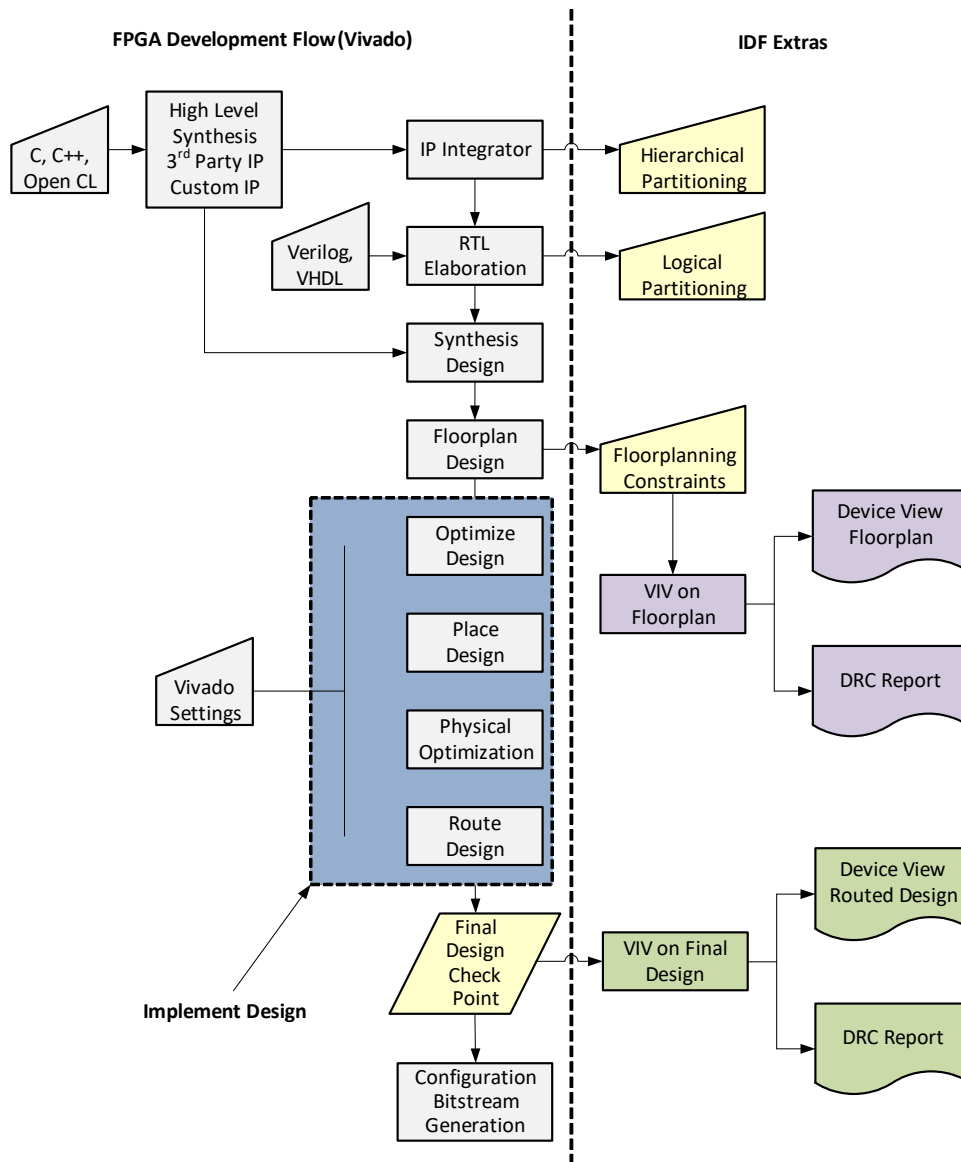 FPGA Development Flow (Vivado)
IDF Extras
C, C++,
Open CL
High Level
Synthesis
3rd Party IP
Custom IP
IP Integrator
Hierarchical
Partitioning
Verilog,
VHDL
RTL
Elaboration
Logical
Partitioning
Synthesis
Design
Floorplan
Design
Floorplanning
Constraints
Device View
Floorplan
VIV on
Floorplan
DRC Report
Optimize
Design
Place
Design
Vivado
Settings
Physical
Optimization
Route
Design
Device View
Routed Design
Final
Design
Check
Point
VIV on Final
Design
DRC Report
Implement Design
Configuration
Bitstream
Generation